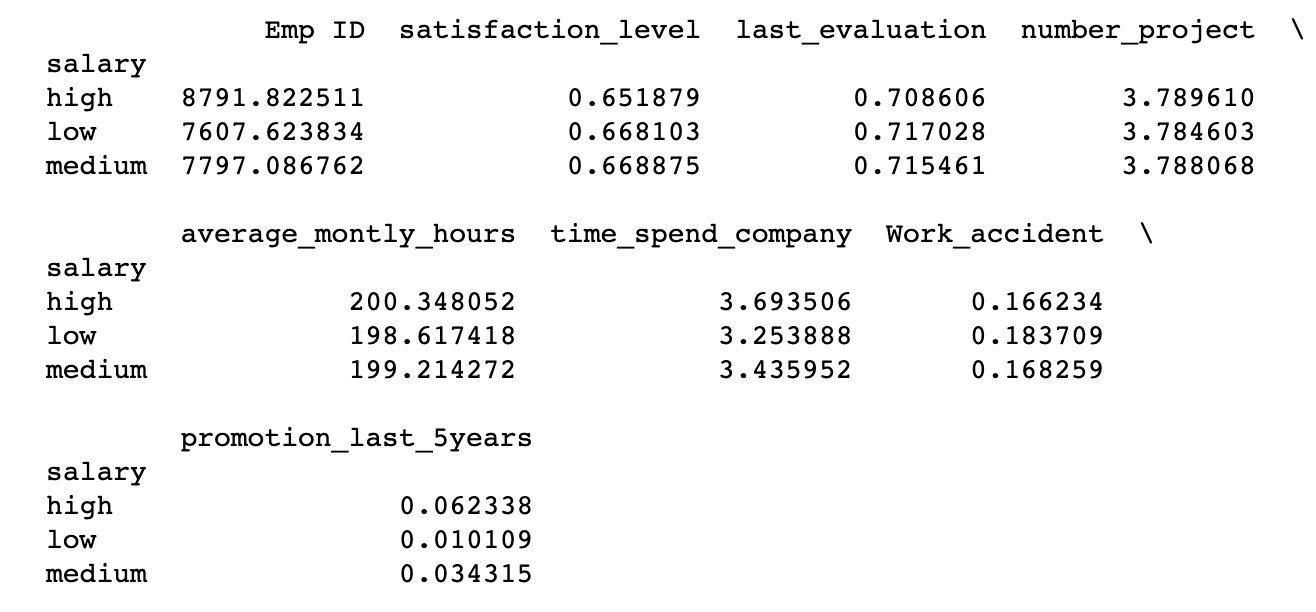 Emp ID satisfaction_level last_evaluation number_project \
salary
high 8791.822511 0.651879 0.708606 3.789610
low 7607.623834 0.668103 0.717028 3.784603
medium 7797.086762 0.668875 0.715461 3.788068
average_montly_hours time_spend_company Work_accident \
salary
high 200.348052 3.693506 0.166234
low 198.617418 3.253888 0.183709
medium 199.214272 3.435952 0.168259
promotion_last_5years
salary
high 0.062338
low 0.010109
medium 0.034315